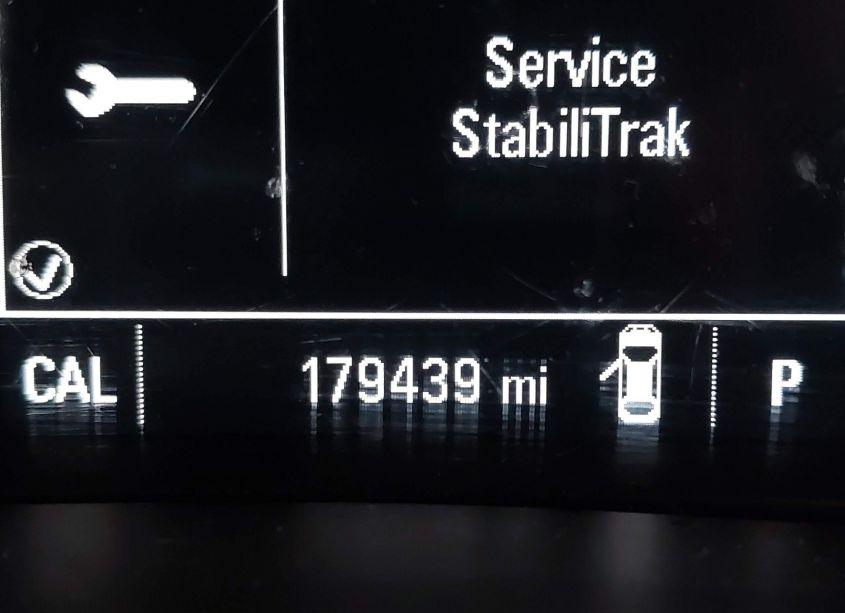 Service
StabiliTrak
CAL 179439 mi P